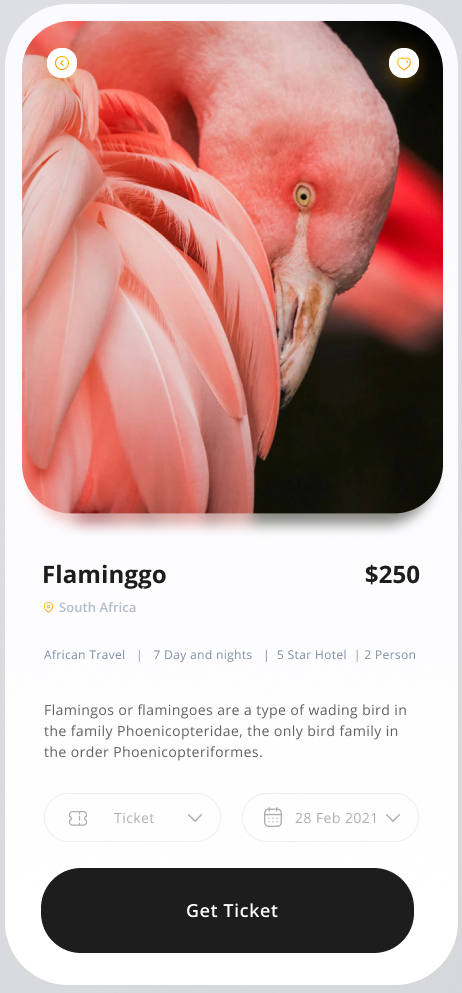 Flaminggo $250
South Africa
African Travel | 7 Day and nights | 5 Star Hotel | 2 Person
Flamingos or flamingoes are a type of wading bird in
the family Phoenicopteridae, the only bird family in
the order Phoenicopteriformes.
Ticket 28 Feb 2021
Get Ticket